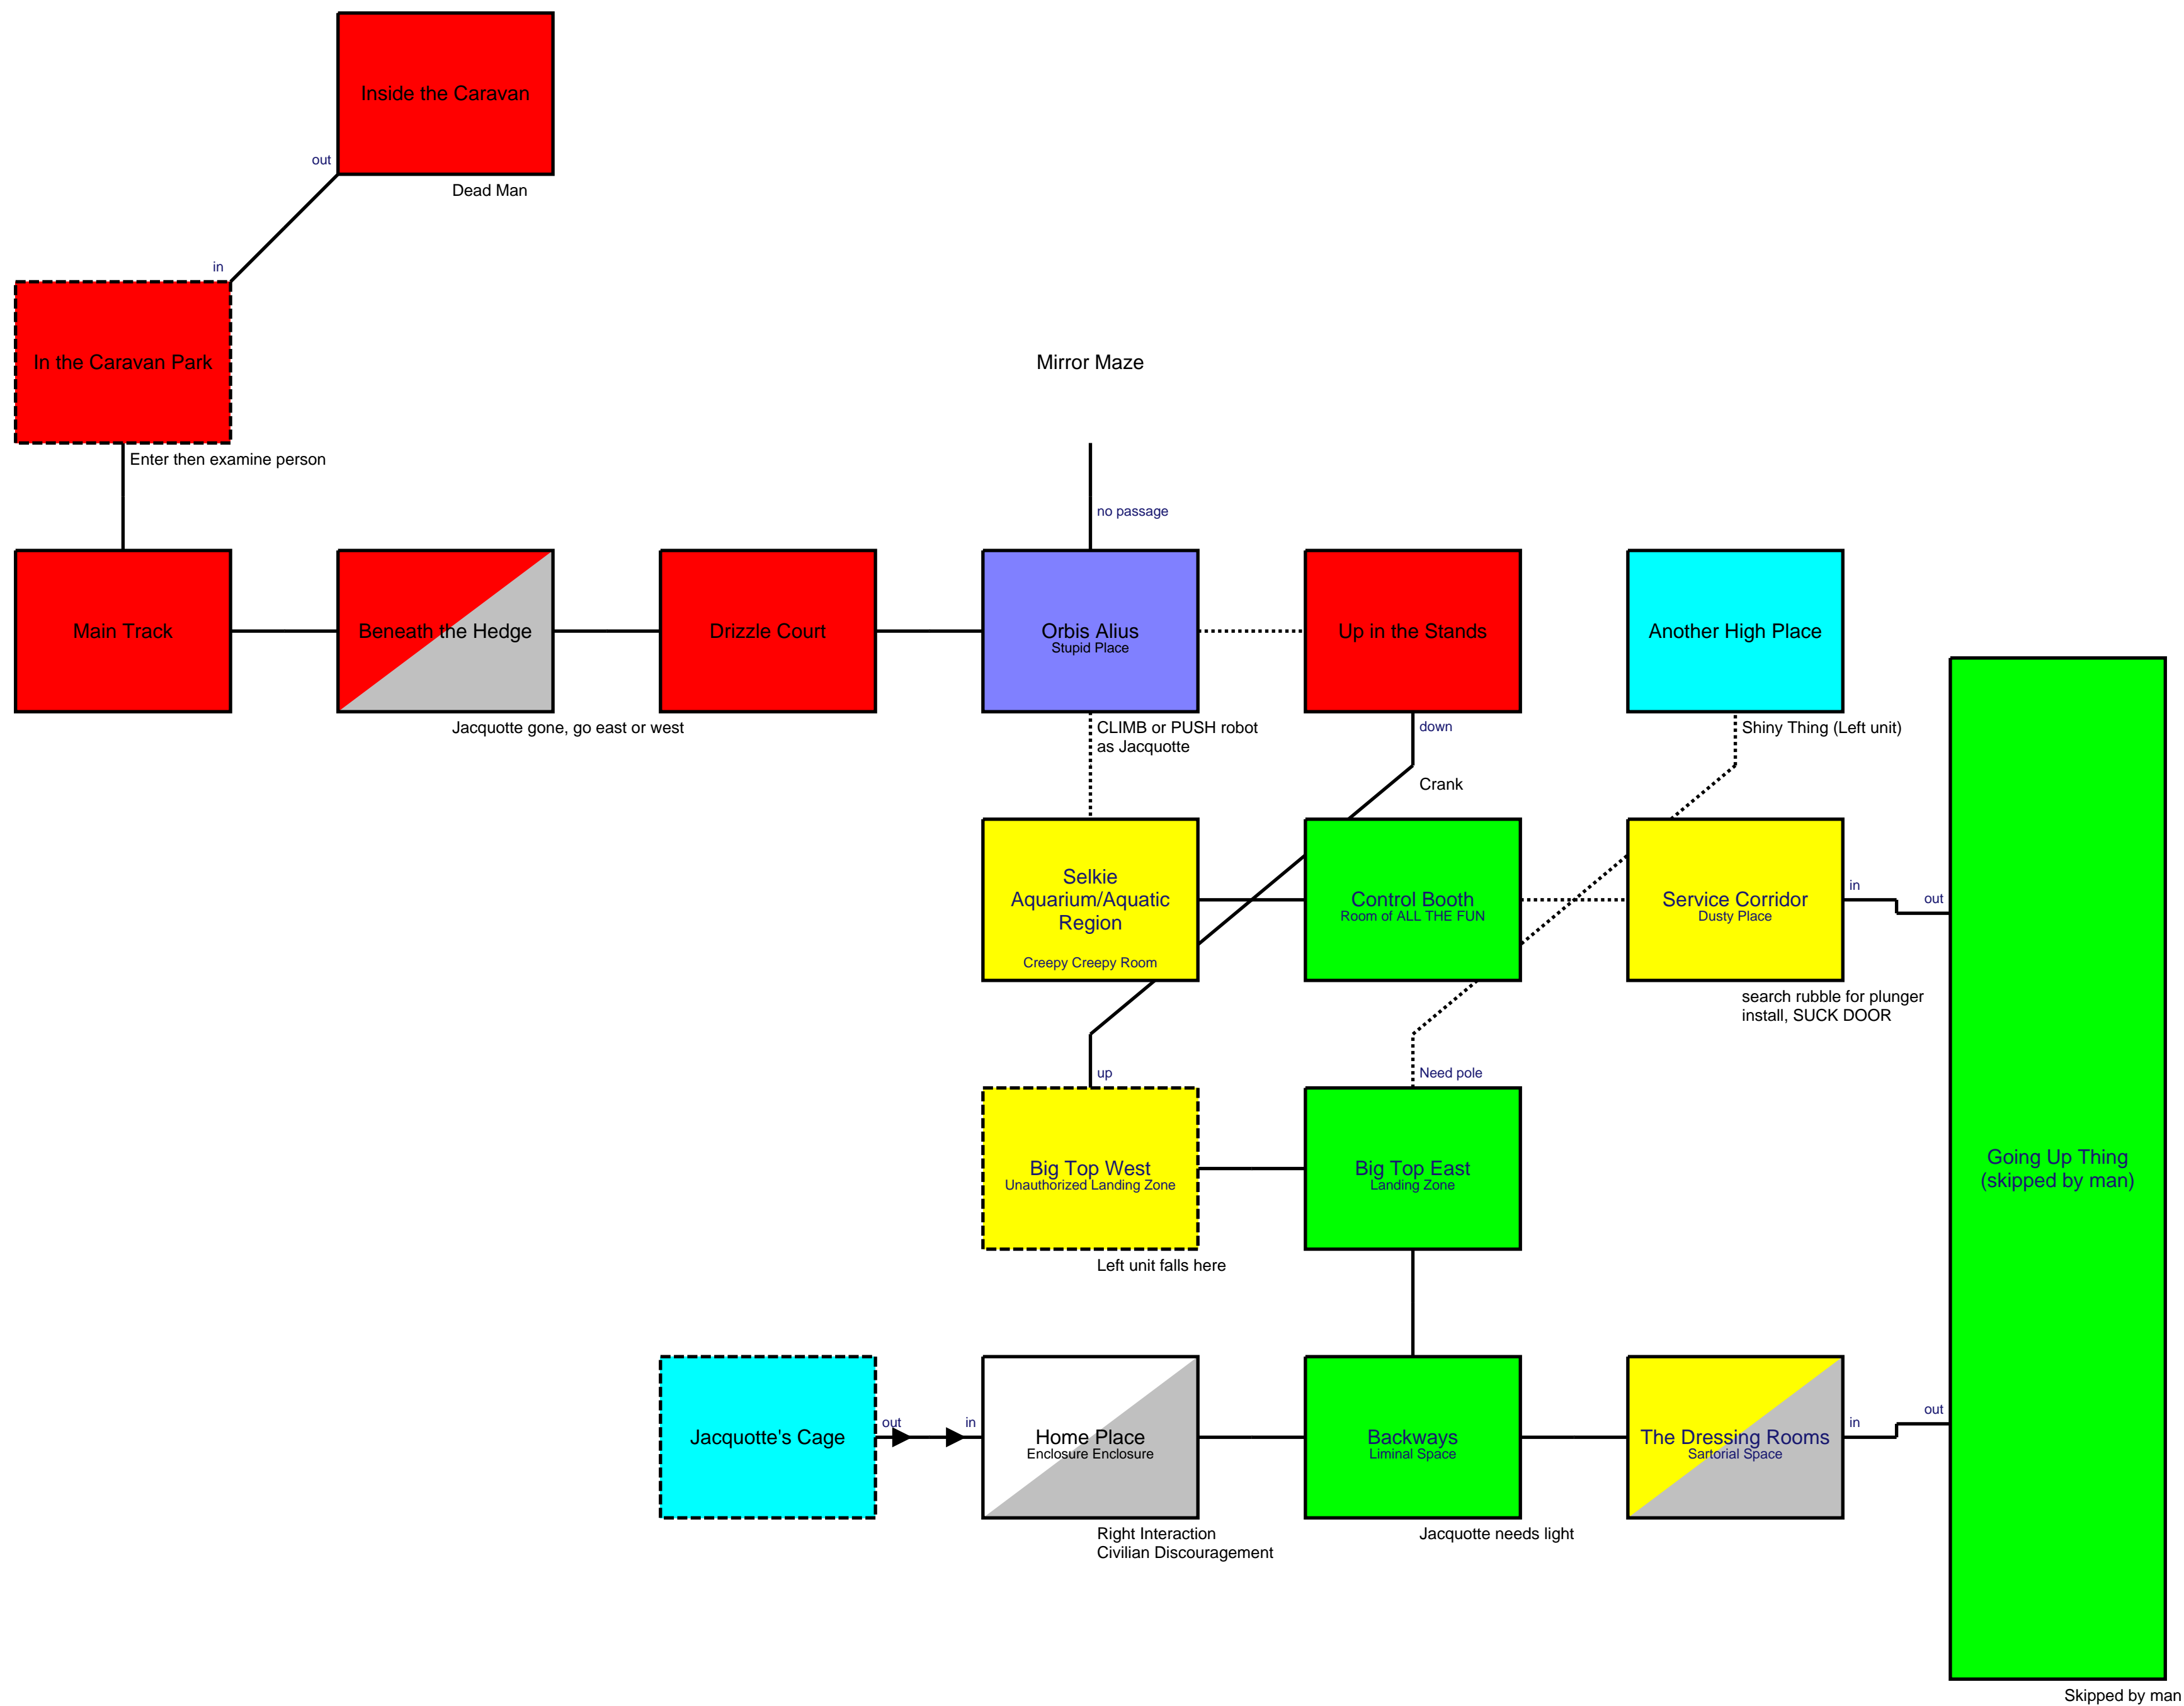 Inside the Caravan
out
Dead Man
in
In the Caravan Park
Mirror Maze
Enter then examine person
no passage
Main Track
Beneath the Hedge
Drizzle Court
Orbis Alius
Stupid Place
Up in the Stands
Another High Place
Jacquotte gone, go east or west
CLIMB or PUSH robot
as Jacquotte
down
Shiny Thing (Left unit)
Crank
Selkie
Aquarium/Aquatic
Region
Creepy Creepy Room
Control Booth
Room of ALL THE FUN
Service Corridor
Dusty Place
in
out
search rubble for plunger
install, SUCK DOOR
up
Need pole
Big Top West
Unauthorized Landing Zone
Big Top East
Landing Zone
Going Up Thing
(skipped by man)
Left unit falls here
Jacquotte's Cage
out
in
Home Place
Enclosure Enclosure
Backways
Liminal Space
The Dressing Rooms
Sartorial Space
in
out
Right Interaction
Civilian Discouragement
Jacquotte needs light
Skipped by man